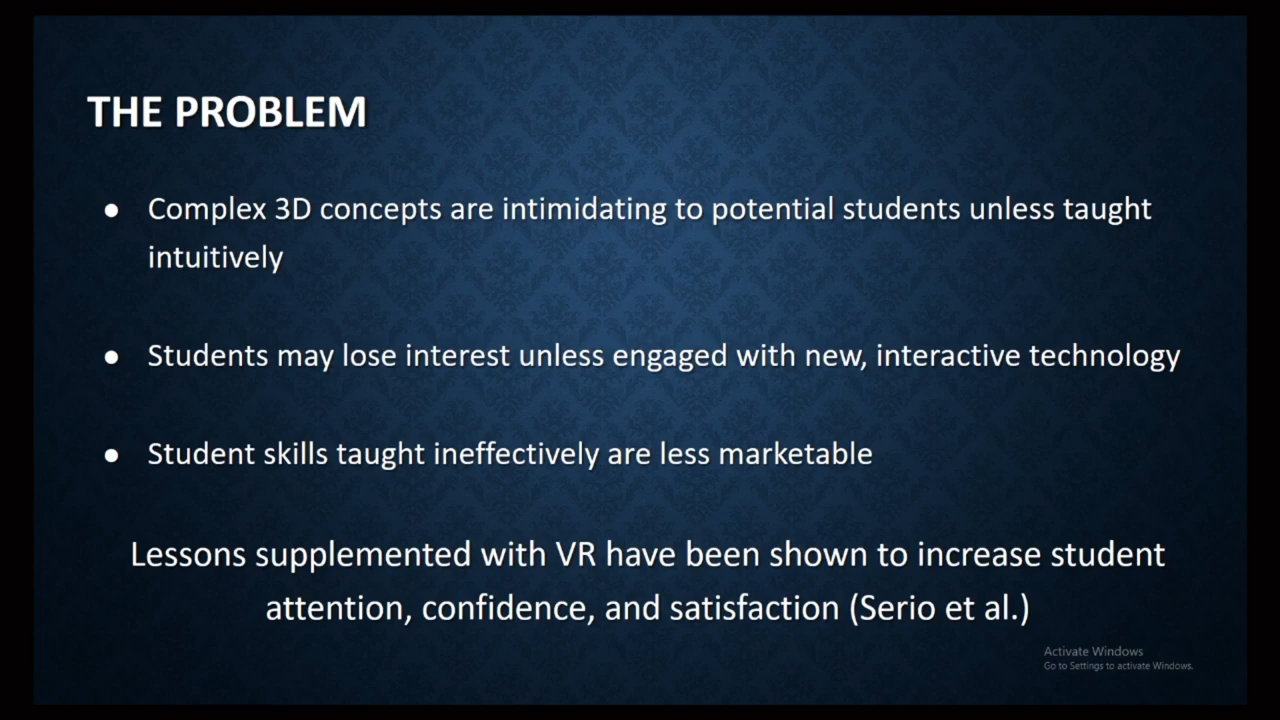 THE PROBLEM
● Complex 3D concepts are intimidating to potential students unless taught
intuitively
● Students may lose interest unless engaged with new, interactive technology
● Student skills taught ineffectively are less marketable
Lessons supplemented with VR have been shown to increase student
attention, confidence, and satisfaction (Serio et al.)
Activate Windows
Go to Settings to activate Windows.